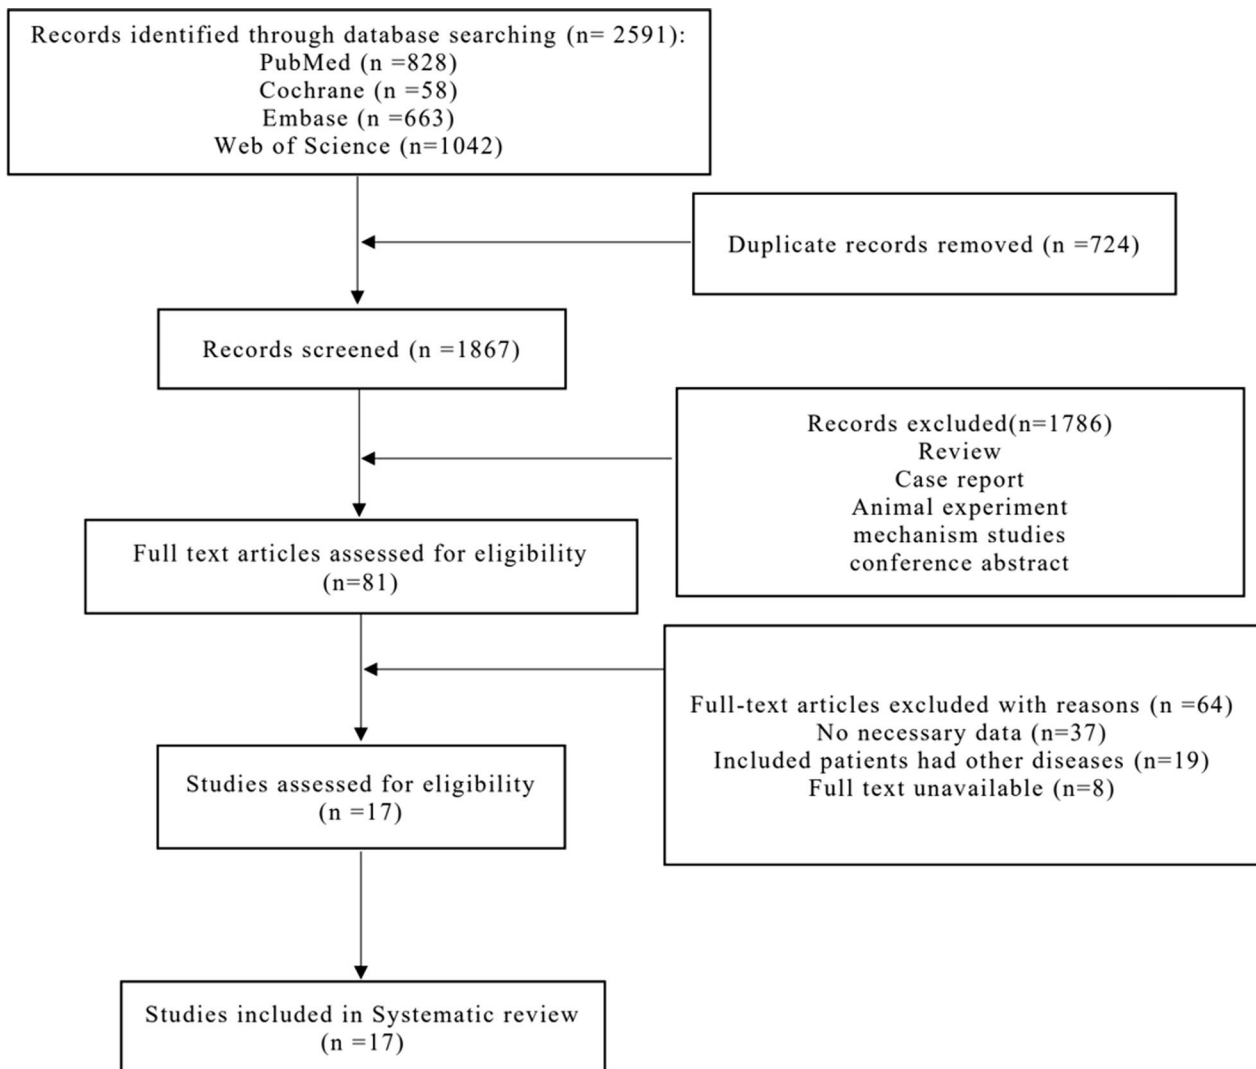 Records identified through database searching (n= 2591):
PubMed (n =828)
Cochrane (n =58)
Embase (n =663)
Web of Science (n=1042)
Duplicate records removed (n =724)
Records screened (n =1867)
Records excluded(n=1786)
Review
Case report
Animal experiment
mechanism studies
conference abstract
Full text articles assessed for eligibility
(n=81)
Full-text articles excluded with reasons (n =64)
No necessary data (n=37)
Included patients had other diseases (n=19)
Full text unavailable (n=8)
Studies assessed for eligibility
(n =17)
Studies included in Systematic review
(n =17)